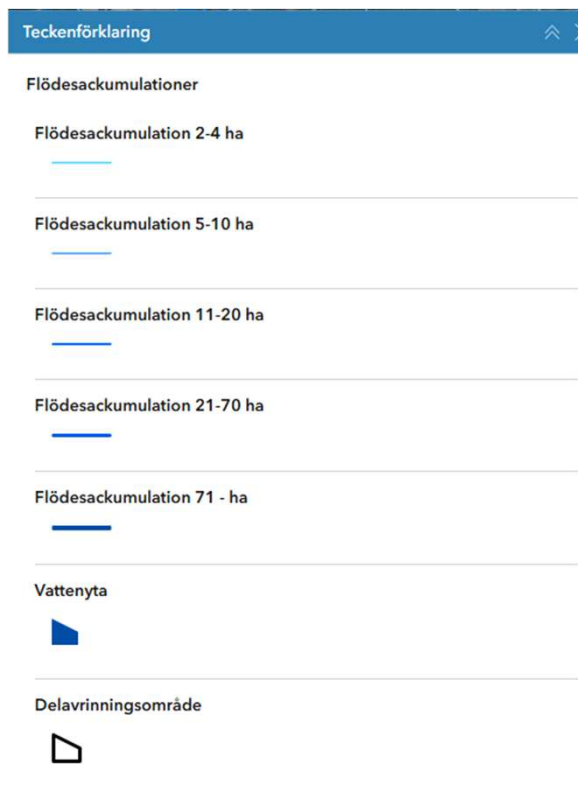 Teckenförklaring
Flödesackumulationer
Flödesackumulation 2-4 ha
Flödesackumulation 5-10 ha
Flödesackumulation 11-20 ha
Flödesackumulation 21-70 ha
Flödesackumulation 71 - ha
Vattenyta
Delavrinningsområde